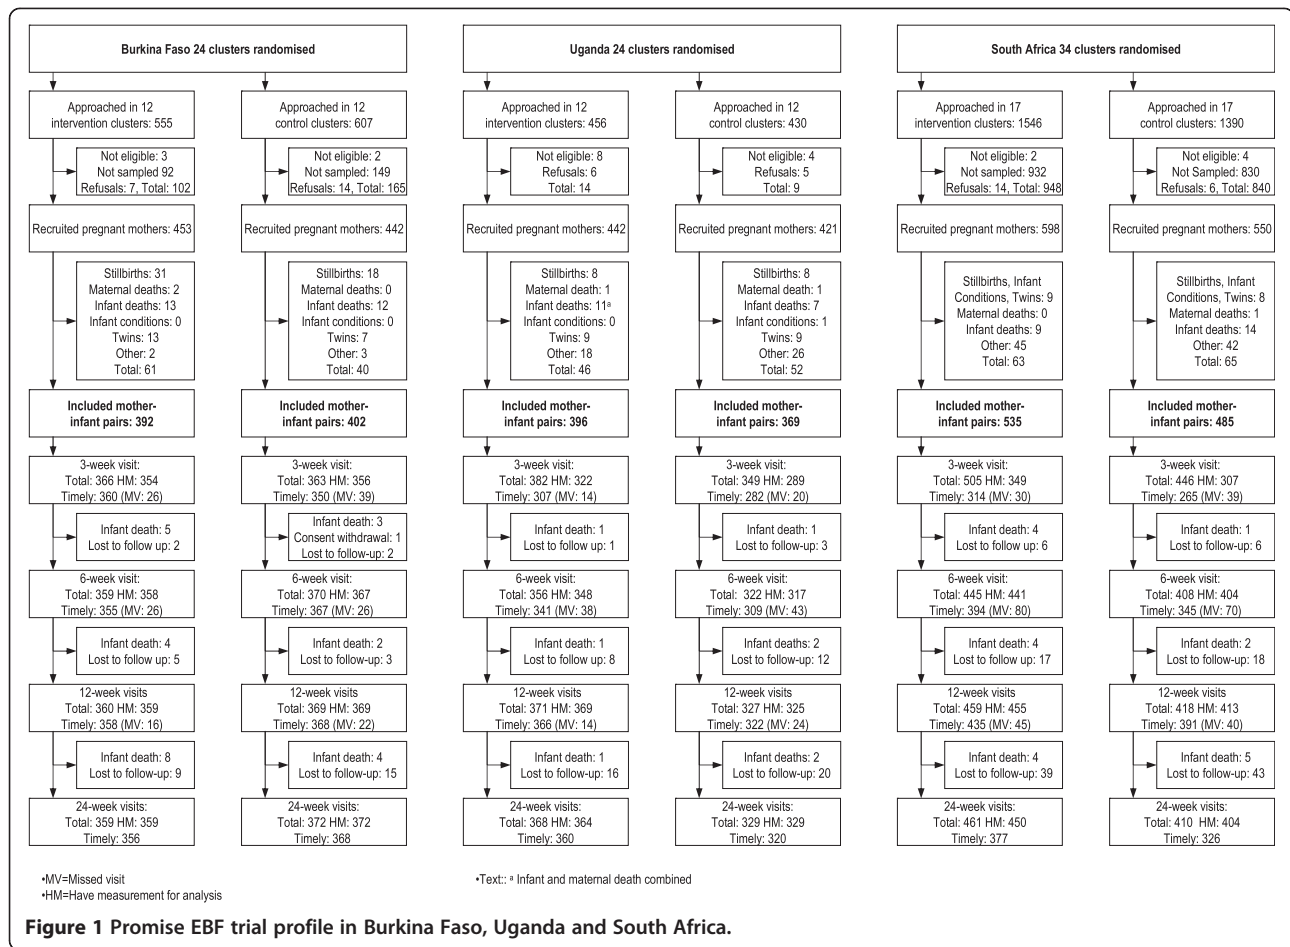 Burkina Faso 24 clusters randomised
Approached in 12
intervention clusters: 555
Not eligible: 3
Not sampled 92
Refusals: 7, Total: 102
Recruited pregnant mothers: 453
Stillbirths: 31
Maternal deaths: 2
Infant deaths: 13
Infant conditions: 0
Twins: 13
Other: 2
Total: 61
Included mother-
infant pairs: 392
3-week visit:
Total: 366 HM: 354
Timely: 360 (MV: 26)
Infant death: 5
Lost to follow up: 2
6-week visit:
Total: 359 HM: 358
Timely: 355 (MV: 26)
Infant death: 4
Lost to follow up: 5
12-week visits
Total: 360 HM: 359
Timely: 358 (MV: 16)
Infant death: 8
Lost to follow-up: 9
24-week visits:
Total: 359 HM: 359
Timely: 356
Approached in 12
control clusters: 607
Not eligible: 2
Not sampled: 149
Refusals: 14, Total: 165
Recruited pregnant mothers: 442
Stillbirths: 18
Maternal deaths: 0
Infant deaths: 12
Infant conditions: 0
Twins: 7
Other: 3
Total: 40
Included mother-
infant pairs: 402
3-week visit:
Total: 363 HM: 356
Timely: 350 (MV: 39)
Infant death: 3
Consent withdrawal: 1
Lost to follow-up: 2
6-week visit:
Total: 370 HM: 367
Timely: 367 (MV: 26)
Infant death: 2
Lost to follow-up: 3
12-week visits
Total: 369 HM: 369
Timely: 368 (MV: 22)
Infant death: 4
Lost to follow-up: 15
24-week visits:
Total: 372 HM: 372
Timely: 368
Uganda 24 clusters randomised
Approached in 12
intervention clusters: 456
Not eligible: 8
Refusals: 6
Total: 14
Recruited pregnant mothers: 442
Stillbirths: 8
Maternal death: 1
Infant deaths: 11ᵃ
Infant conditions: 0
Twins: 9
Other: 18
Total: 46
Included mother-
infant pairs: 396
3-week visit:
Total: 382 HM: 322
Timely: 307 (MV: 14)
Infant death: 1
Lost to follow up: 1
6-week visit:
Total: 356 HM: 348
Timely: 341 (MV: 38)
Infant death: 1
Lost to follow up: 8
12-week visits
Total: 371 HM: 369
Timely: 366 (MV: 14)
Infant death: 1
Lost to follow-up: 16
24-week visits:
Total: 368 HM: 364
Timely: 360
Approached in 12
control clusters: 430
Not eligible: 4
Refusals: 5
Total: 9
Recruited pregnant mothers: 421
Stillbirths: 8
Maternal death: 1
Infant deaths: 7
Infant conditions: 1
Twins: 9
Other: 26
Total: 52
Included mother-
infant pairs: 369
3-week visit:
Total: 349 HM: 289
Timely: 282 (MV: 20)
Infant death: 1
Lost to follow up: 3
6-week visit:
Total: 322 HM: 317
Timely: 309 (MV: 43)
Infant deaths: 2
Lost to follow-up: 12
12-week visits
Total: 327 HM: 325
Timely: 322 (MV: 24)
Infant deaths: 2
Lost to follow-up: 20
24-week visits:
Total: 329 HM: 329
Timely: 320
South Africa 34 clusters randomised
Approached in 17
intervention clusters: 1546
Not eligible: 2
Not sampled: 932
Refusals: 14, Total: 948
Recruited pregnant mothers: 598
Stillbirths, Infant
Conditions, Twins: 9
Maternal deaths: 0
Infant deaths: 9
Other: 45
Total: 63
Included mother-
infant pairs: 535
3-week visit:
Total: 505 HM: 349
Timely: 314 (MV: 30)
Infant death: 4
Lost to follow up: 6
6-week visit:
Total: 445 HM: 441
Timely: 394 (MV: 80)
Infant death: 4
Lost to follow-up: 17
12-week visits
Total: 459 HM: 455
Timely: 435 (MV: 45)
Infant death: 4
Lost to follow-up: 39
24-week visits:
Total: 461 HM: 450
Timely: 377
Approached in 17
control clusters: 1390
Not eligible: 4
Not Sampled: 830
Refusals: 6, Total: 840
Recruited pregnant mothers: 550
Stillbirths, Infant
Conditions, Twins: 8
Maternal deaths: 1
Infant deaths: 14
Other: 42
Total: 65
Included mother-
infant pairs: 485
3-week visit:
Total: 446 HM: 307
Timely: 265 (MV: 39)
Infant death: 1
Lost to follow-up: 6
6-week visit:
Total: 408 HM: 404
Timely: 345 (MV: 70)
Infant death: 2
Lost to follow-up: 18
12-week visits
Total: 418 HM: 413
Timely: 391 (MV: 40)
Infant death: 5
Lost to follow-up: 43
24-week visits:
Total: 410 HM: 404
Timely: 326
•MV=Missed visit
•HM=Have measurement for analysis
•Text:: ᵃ Infant and maternal death combined
Figure 1 Promise EBF trial profile in Burkina Faso, Uganda and South Africa.